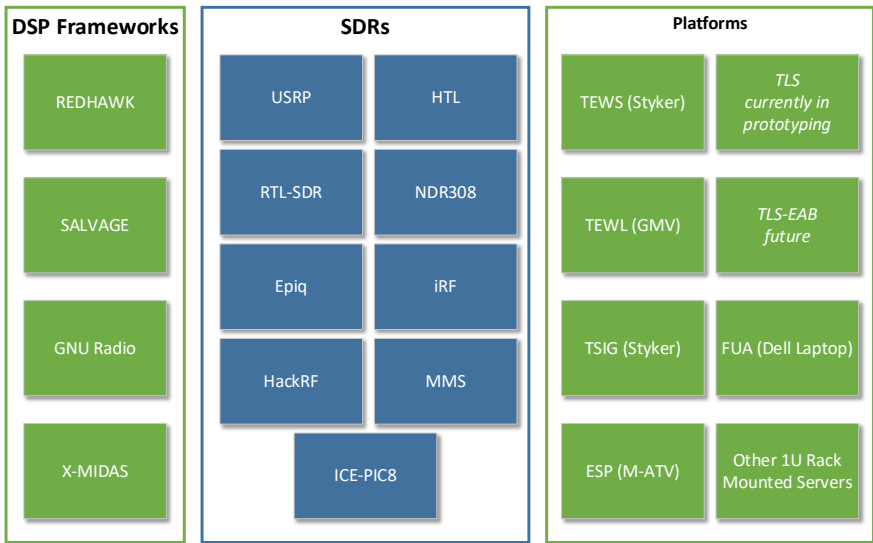 DSP Frameworks
REDHAWK
SALVAGE
GNU Radio
X-MIDAS
SDRs
USRP
HTL
RTL-SDR
NDR308
Epiq
iRF
HackRF
MMS
ICE-PIC8
Platforms
TEWS (Styker)
TLS
currently in
prototyping
TEWL (GMV)
TLS-EAB
future
TSIG (Styker)
FUA (Dell Laptop)
ESP (M-ATV)
Other 1U Rack
Mounted Servers